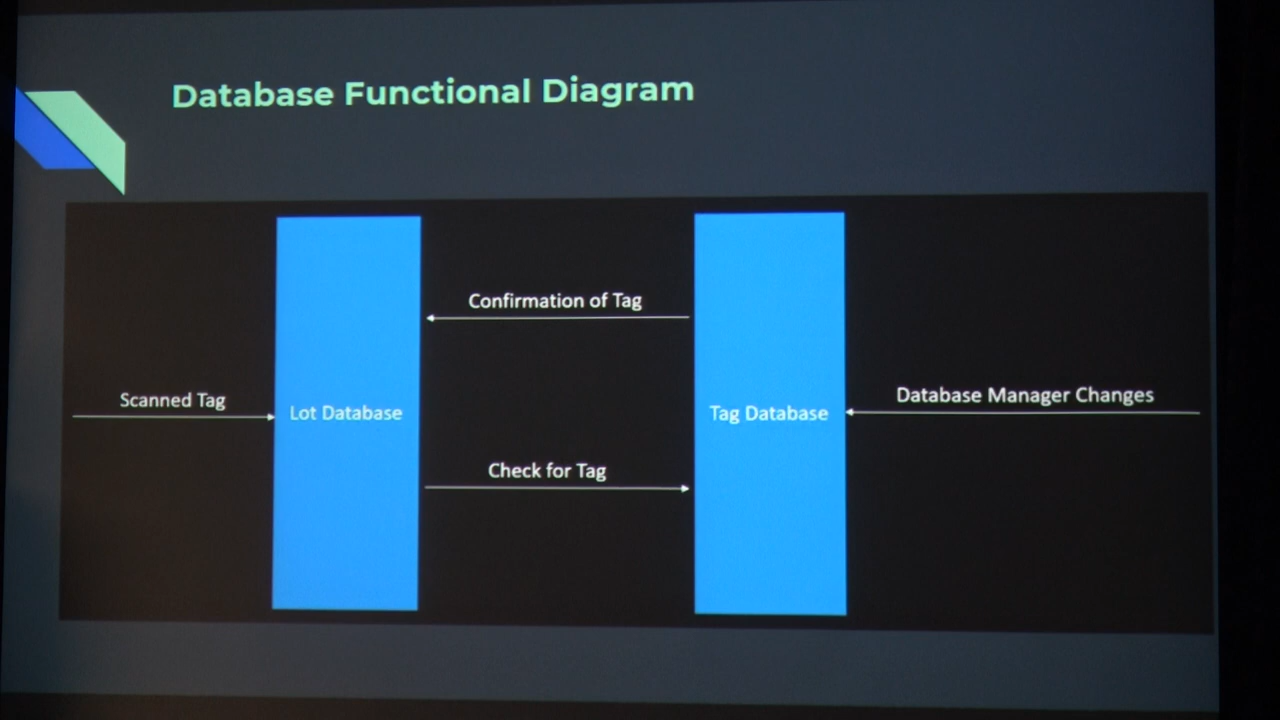 Database Functional Diagram
Confirmation of Tag
Scanned Tag
Lot Database
Tag Database
Database Manager Changes
Check for Tag